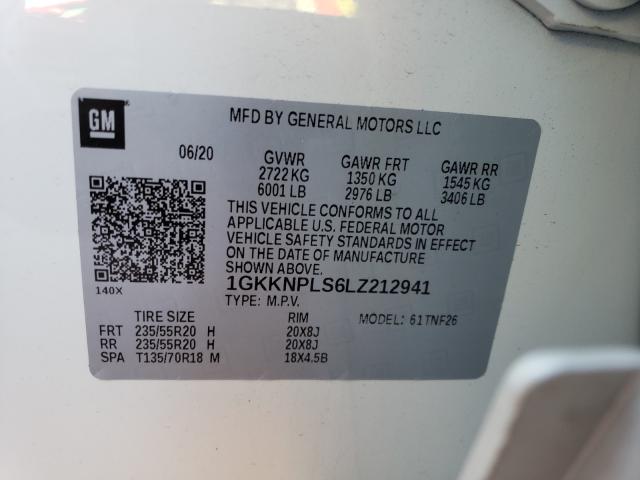 GM
MFD BY GENERAL MOTORS LLC
06/20 GVWR GAWR FRT GAWR RR
2722 KG 1350 KG 1545 KG
6001 LB 2976 LB 3406 LB
THIS VEHICLE CONFORMS TO ALL
APPLICABLE U.S. FEDERAL MOTOR
VEHICLE SAFETY STANDARDS IN EFFECT
ON THE DATE OF MANUFACTURE
SHOWN ABOVE.
140X
1GKKNPLS6LZ212941
TYPE: M.P.V.
TIRE SIZE RIM MODEL: 61TNF26
FRT 235/55R20 H 20X8J
RR 235/55R20 H 20X8J
SPA T135/70R18 M 18X4.5B